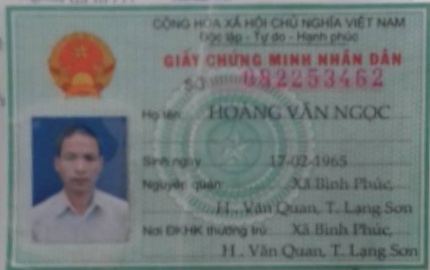 CỘNG HÒA XÃ HỘI CHỦ NGHĨA VIỆT NAM
Độc lập - Tự do - Hạnh phúc
GIẤY CHỨNG MINH NHÂN DÂN
SỐ 082253462
Họ tên HOÀNG VĂN NGỌC
Sinh ngày 17-02-1965
Nguyên quán Xã Bình Phúc,
H. Văn Quan, T. Lạng Sơn
Nơi ĐKHK thường trú Xã Bình Phúc,
H. Văn Quan, T. Lạng Sơn